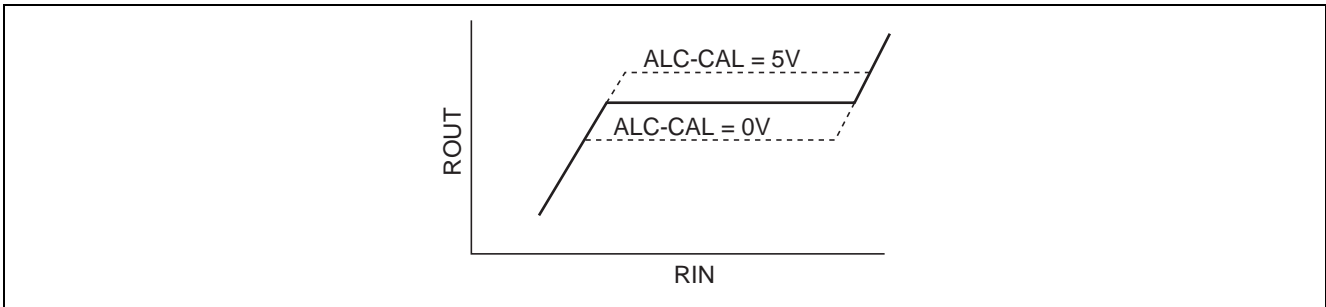 ALC-CAL = 5V
ALC-CAL = 0V
ROUT
RIN